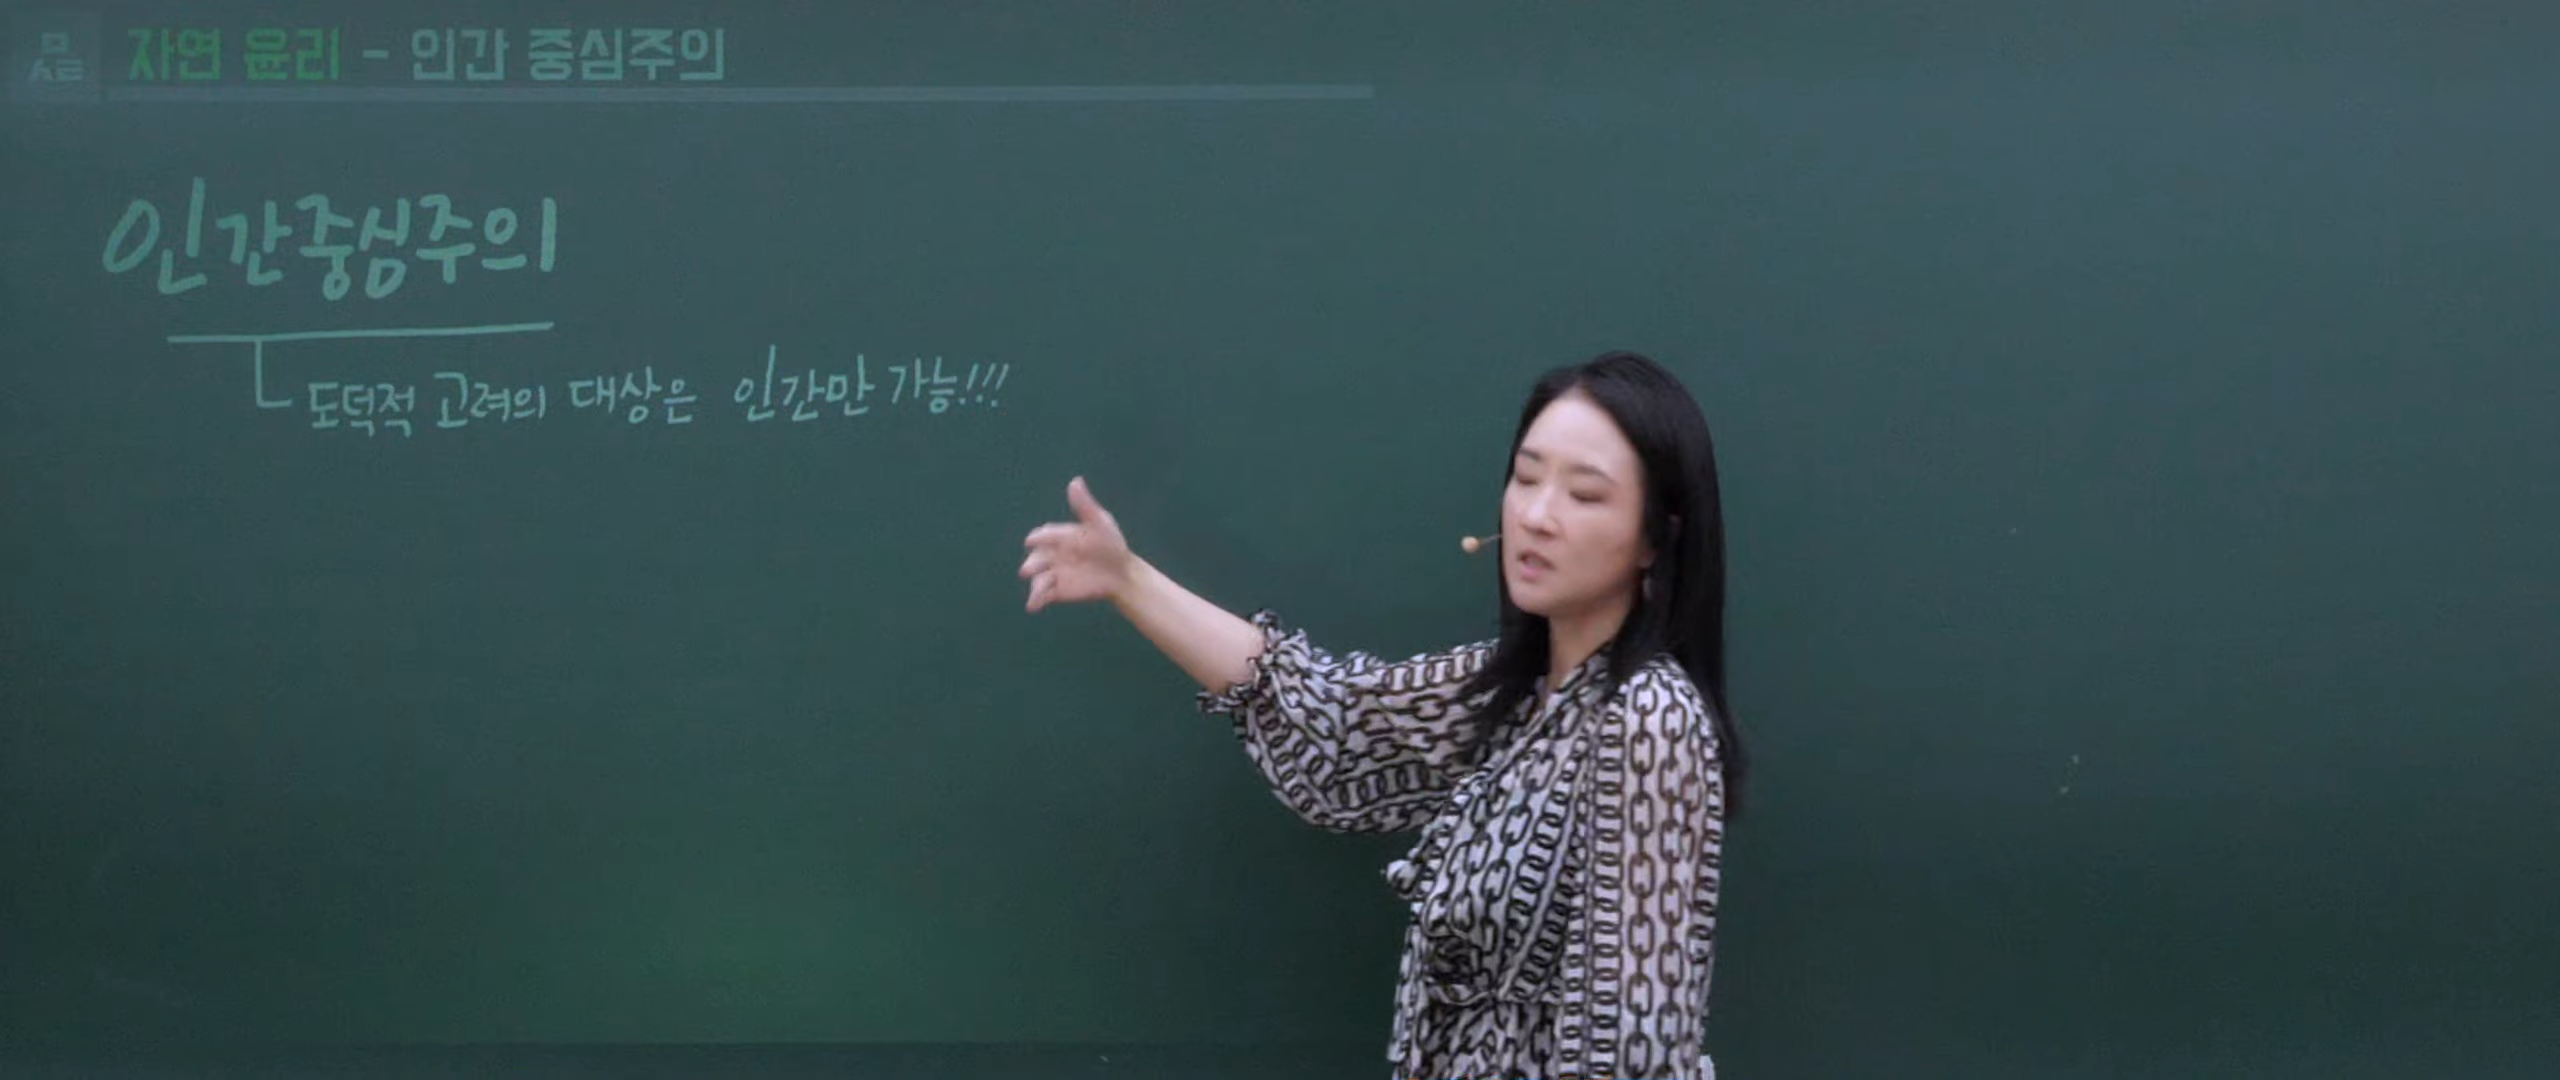 자연 윤리 - 인간 중심주의
인간중심주의
도덕적 고려의 대상은 인간만 가능!!!